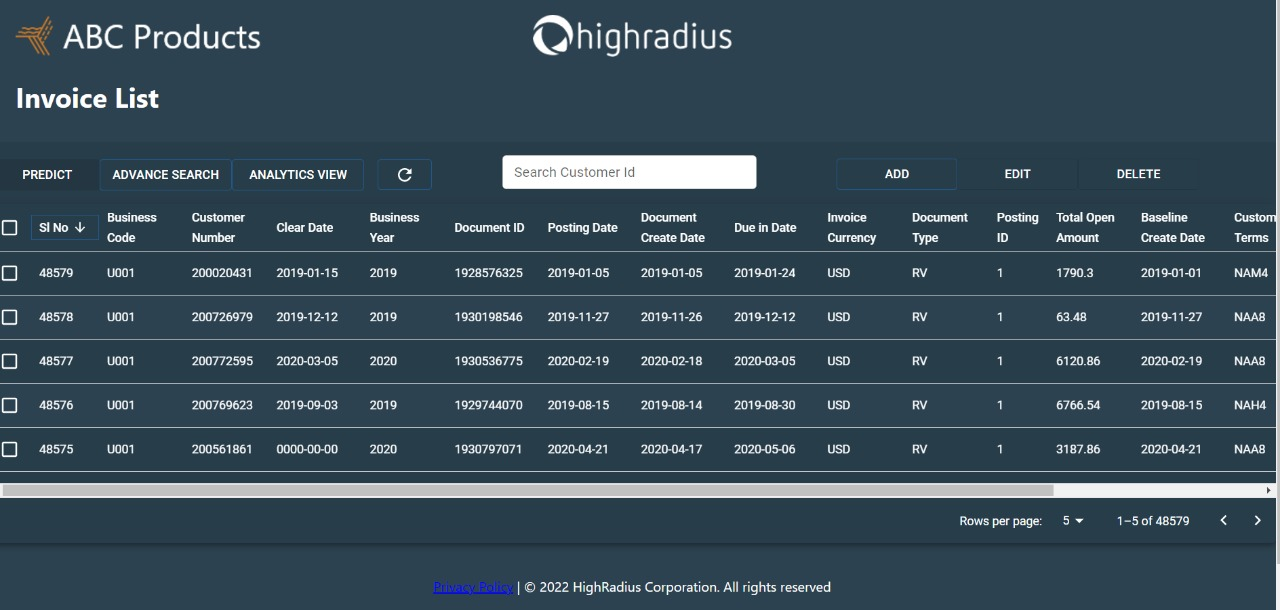 ABC Products
highradius
Invoice List
PREDICT ADVANCE SEARCH ANALYTICS VIEW Search Customer Id ADD EDIT DELETE
Sl No Business Code Customer Number Clear Date Business Year Document ID Posting Date Document Create Date Due in Date Invoice Currency Document Type Posting ID Total Open Amount Baseline Create Date Custom Terms
48579 U001 200020431 2019-01-15 2019 1928576325 2019-01-05 2019-01-05 2019-01-24 USD RV 1 1790.3 2019-01-01 NAM4
48578 U001 200726979 2019-12-12 2019 1930198546 2019-11-27 2019-11-26 2019-12-12 USD RV 1 63.48 2019-11-27 NAA8
48577 U001 200772595 2020-03-05 2020 1930536775 2020-02-19 2020-02-18 2020-03-05 USD RV 1 6120.86 2020-02-19 NAA8
48576 U001 200769623 2019-09-03 2019 1929744070 2019-08-15 2019-08-14 2019-08-30 USD RV 1 6766.54 2019-08-15 NAH4
48575 U001 200561861 0000-00-00 2020 1930797071 2020-04-21 2020-04-17 2020-05-06 USD RV 1 3187.86 2020-04-21 NAA8
Rows per page: 5 1–5 of 48579
Privacy Policy | © 2022 HighRadius Corporation. All rights reserved